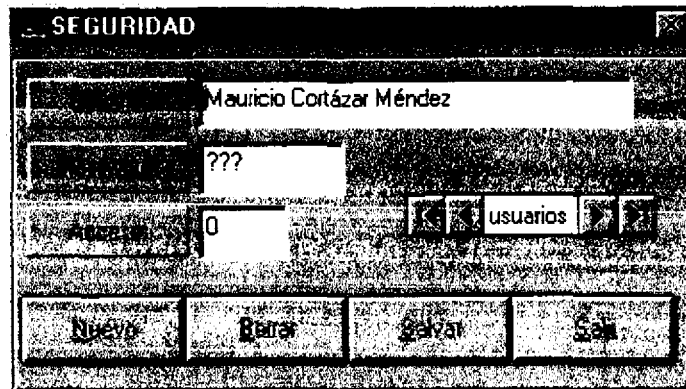 SEGURIDAD
Mauricio Cortázar Méndez
???
0
usuarios
Nuevo Borrar Salvar Salir